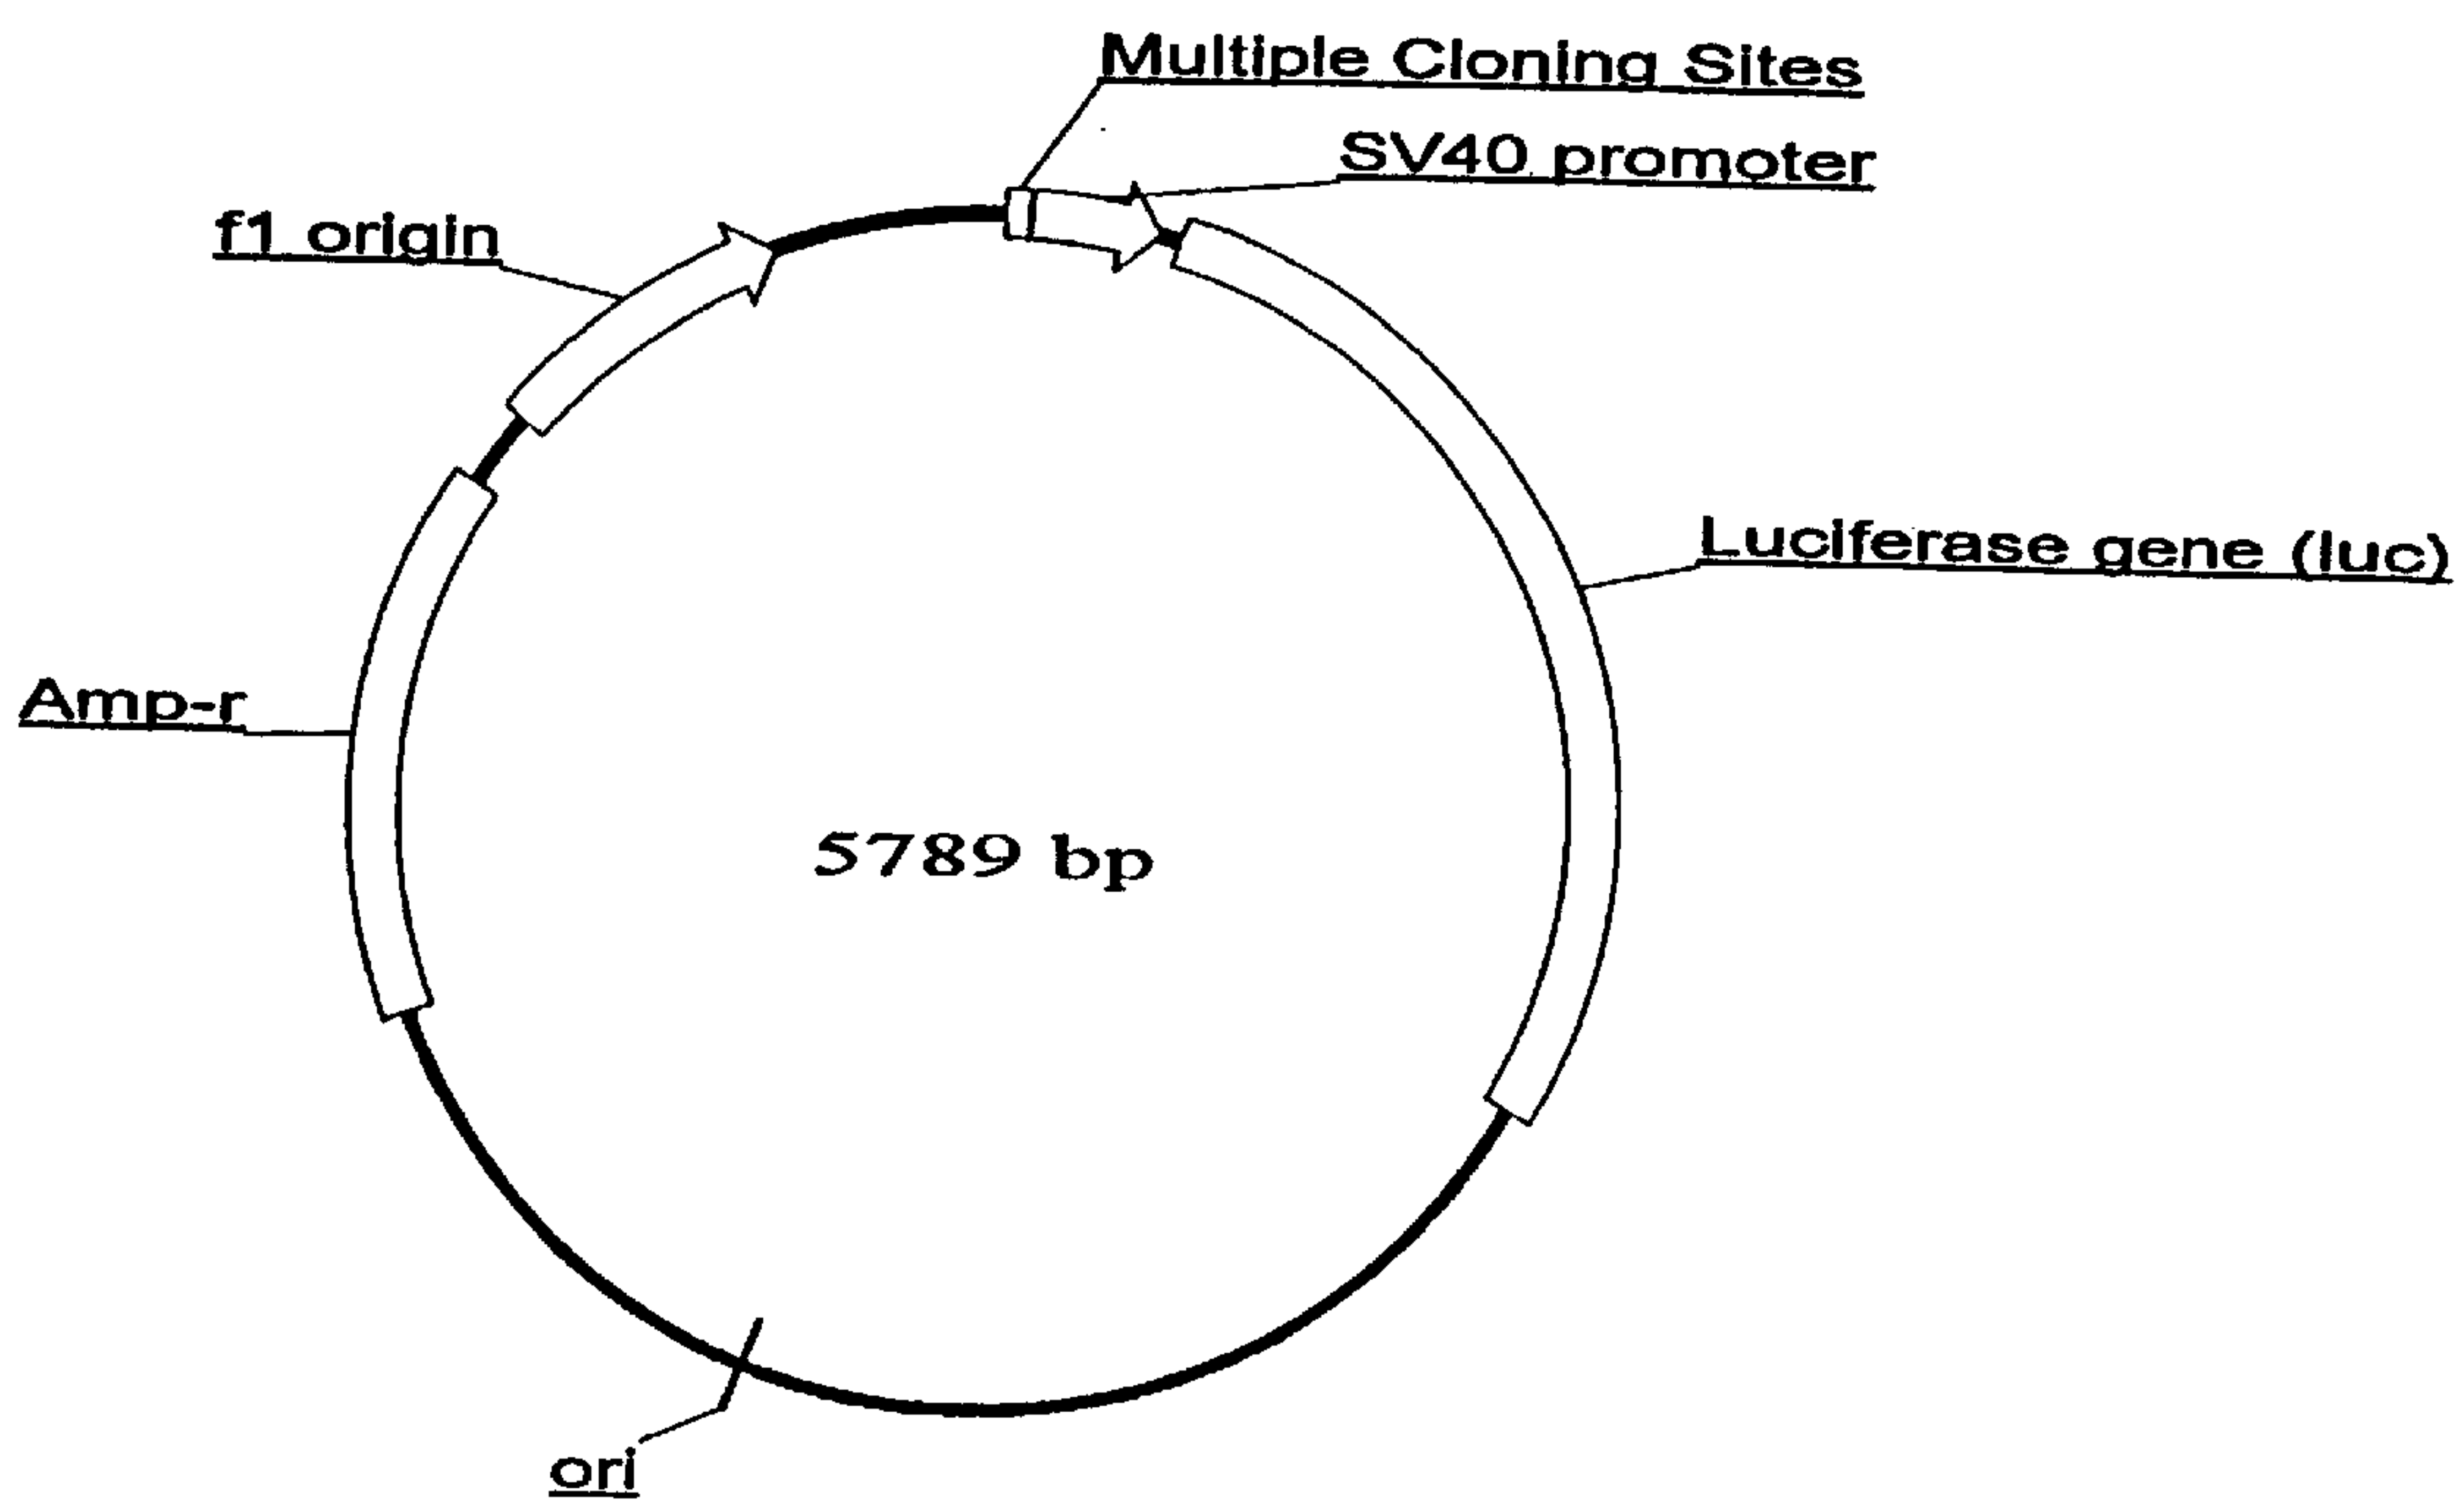 Multiple Cloning Sites
SV40 promoter
f1 origin
Luciferase gene (luc)
Amp-r
5789 bp
ori